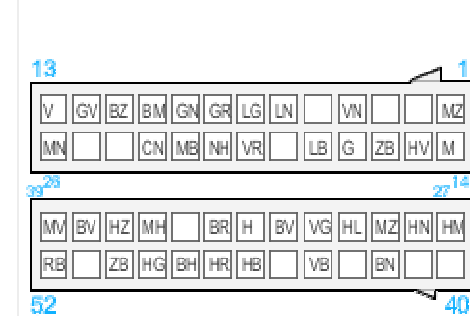 13 1
V GV BZ BM GN GR LG LN VN MZ
MN CN MB NH VR LB G ZB HV M
26 14
39 27
MV BV HZ MH BR H BV VG HL MZ HN HM
RB ZB HG BH HR HB VB BN
52 40